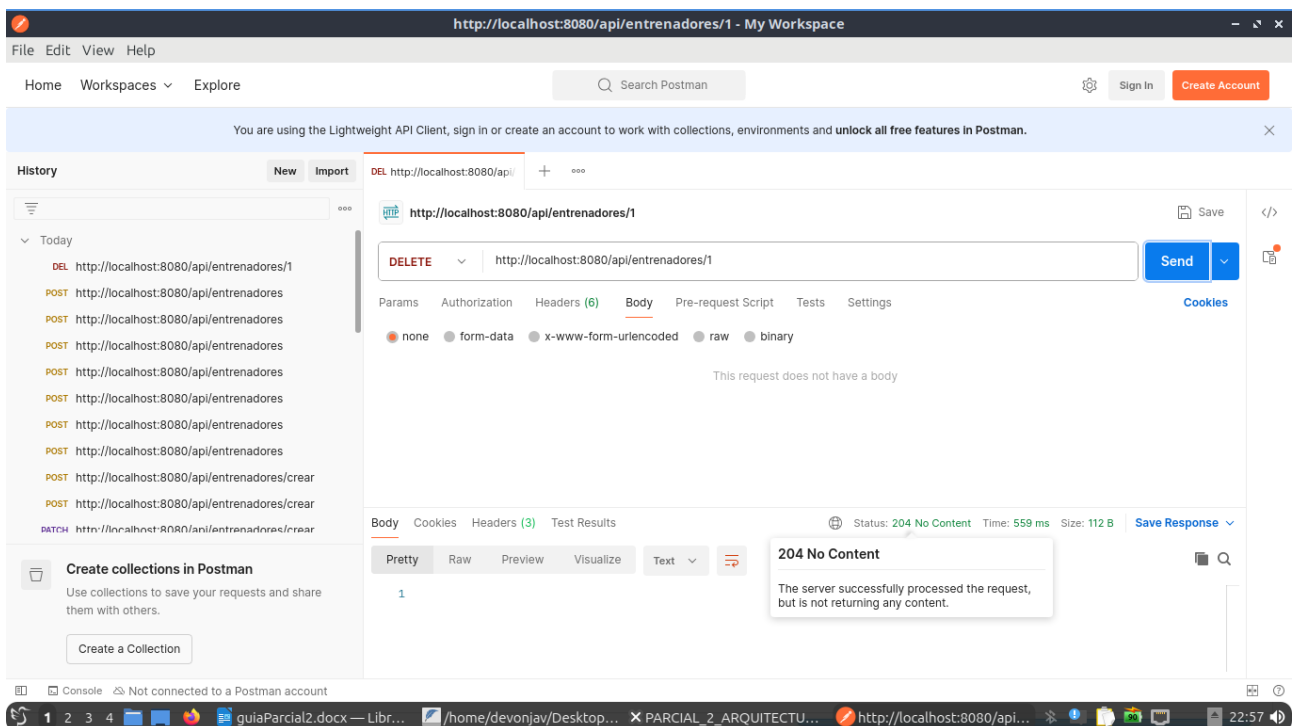 http://localhost:8080/api/entrenadores/1 - My Workspace
File Edit View Help
Home Workspaces Explore Search Postman Sign In Create Account
You are using the Lightweight API Client, sign in or create an account to work with collections, environments and unlock all free features in Postman.
History New Import DEL http://localhost:8080/api/
HTTP http://localhost:8080/api/entrenadores/1 Save
Today
DELETE http://localhost:8080/api/entrenadores/1 Send
DEL http://localhost:8080/api/entrenadores/1
POST http://localhost:8080/api/entrenadores
POST http://localhost:8080/api/entrenadores
POST http://localhost:8080/api/entrenadores
POST http://localhost:8080/api/entrenadores
POST http://localhost:8080/api/entrenadores
POST http://localhost:8080/api/entrenadores
POST http://localhost:8080/api/entrenadores
POST http://localhost:8080/api/entrenadores/crear
POST http://localhost:8080/api/entrenadores/crear
PATCH http://localhost:8080/api/entrenadores/crear
Params Authorization Headers (6) Body Pre-request Script Tests Settings Cookies
none form-data x-www-form-urlencoded raw binary
This request does not have a body
Body Cookies Headers (3) Test Results Status: 204 No Content Time: 559 ms Size: 112 B Save Response
Pretty Raw Preview Visualize Text
204 No Content
The server successfully processed the request,
but is not returning any content.
1
Create collections in Postman
Use collections to save your requests and share
them with others.
Create a Collection
Console Not connected to a Postman account
1 2 3 4 guiaParcial2.docx — Libr... /home/devonjav/Desktop... PARCIAL_2_ARQUITECTU... http://localhost:8080/api... 90 22:57